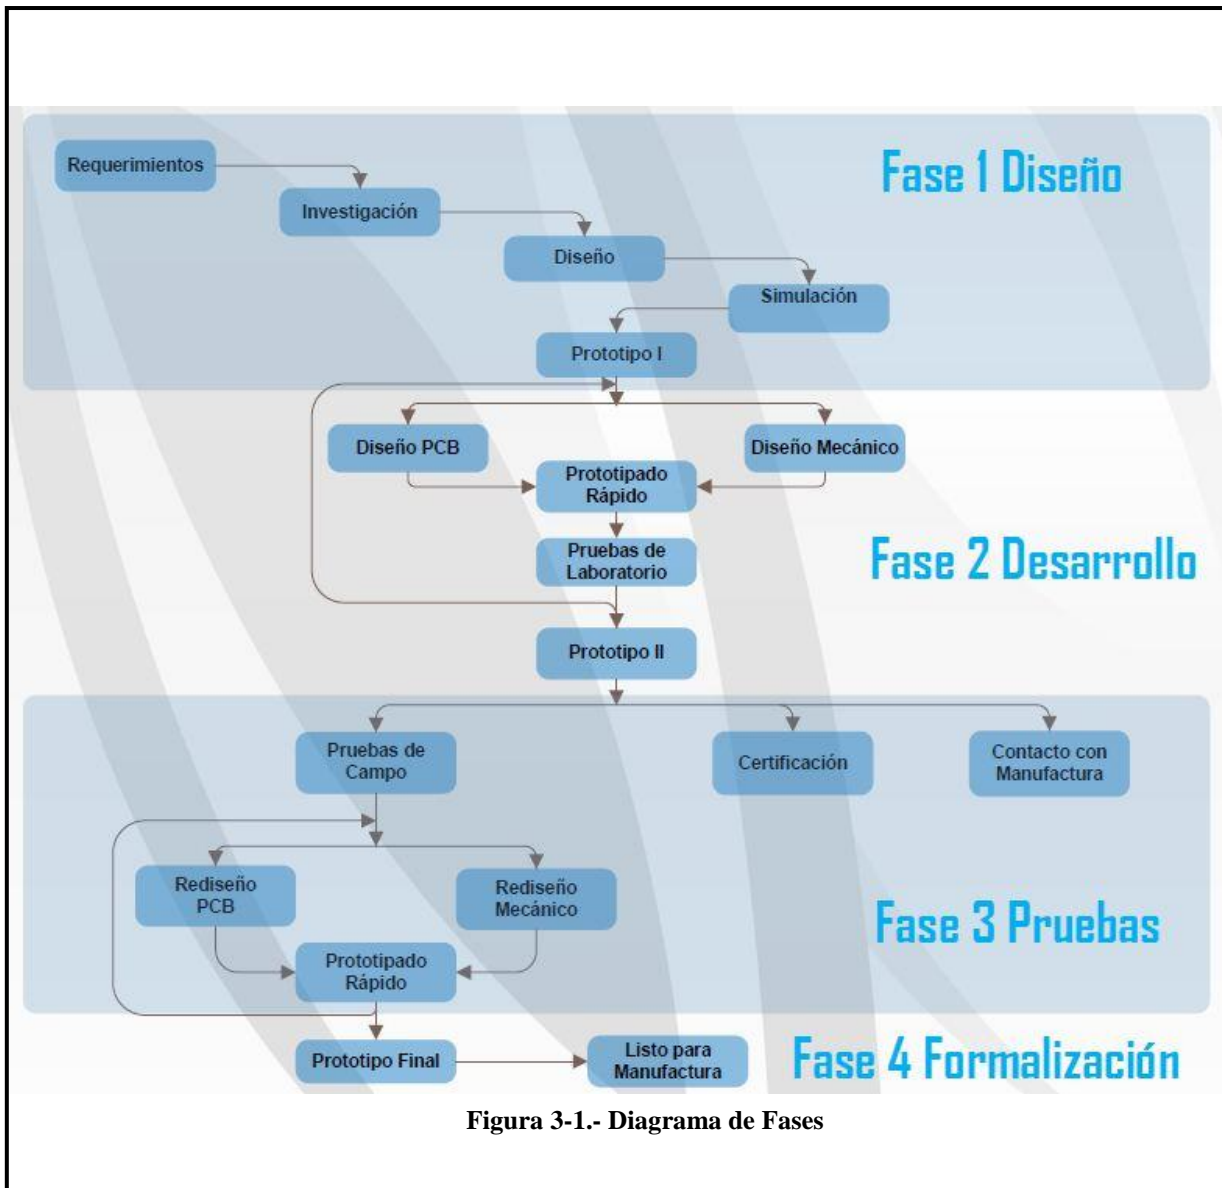 Fase 1 Diseño
Requerimientos
Investigación
Diseño
Simulación
Prototipo I
Diseño PCB
Diseño Mecánico
Prototipado
Rápido
Fase 2 Desarrollo
Pruebas de
Laboratorio
Prototipo II
Pruebas de
Campo
Certificación
Contacto con
Manufactura
Rediseño
PCB
Rediseño
Mecánico
Fase 3 Pruebas
Prototipado
Rápido
Prototipo Final
Listo para
Manufactura
Fase 4 Formalización
Figura 3-1.- Diagrama de Fases